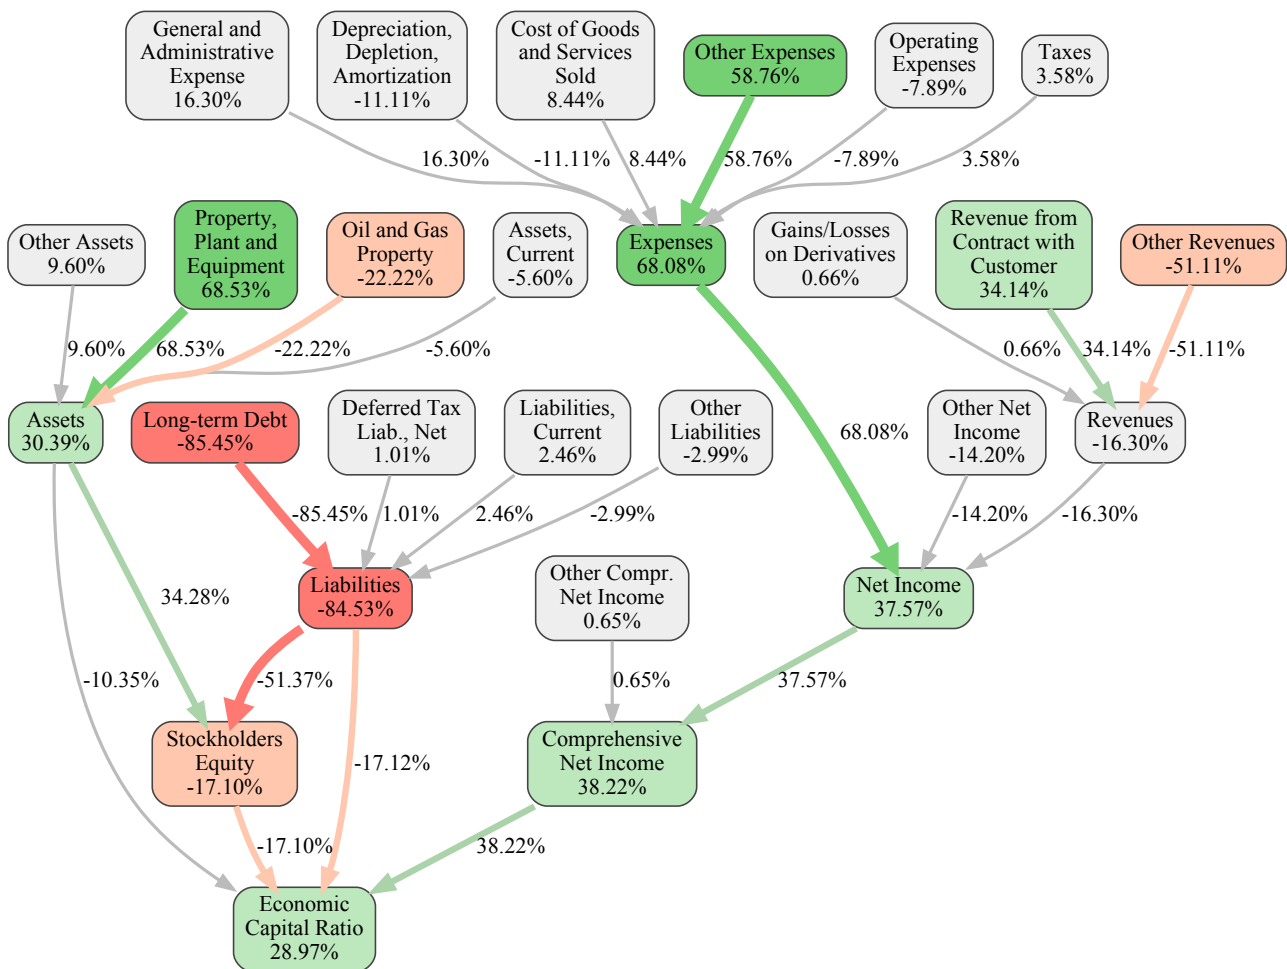 General and
Administrative
Expense
16.30%
Depreciation,
Depletion,
Amortization
-11.11%
Cost of Goods
and Services
Sold
8.44%
Other Expenses
58.76%
Operating
Expenses
-7.89%
Taxes
3.58%
16.30%
-11.11%
8.44%
58.76%
-7.89%
3.58%
Other Assets
9.60%
Property,
Plant and
Equipment
68.53%
Oil and Gas
Property
-22.22%
Assets,
Current
-5.60%
Expenses
68.08%
Gains/Losses
on Derivatives
0.66%
Revenue from
Contract with
Customer
34.14%
Other Revenues
-51.11%
9.60%
68.53%
-22.22%
-5.60%
0.66%
34.14%
-51.11%
Assets
30.39%
Long-term Debt
-85.45%
Deferred Tax
Liab., Net
1.01%
Liabilities,
Current
2.46%
Other
Liabilities
-2.99%
68.08%
Other Net
Income
-14.20%
Revenues
-16.30%
-85.45%
1.01%
2.46%
-2.99%
-14.20%
-16.30%
34.28%
Liabilities
-84.53%
Other Compr.
Net Income
0.65%
Net Income
37.57%
-10.35%
-51.37%
0.65%
37.57%
Stockholders
Equity
-17.10%
-17.12%
Comprehensive
Net Income
38.22%
-17.10%
38.22%
Economic
Capital Ratio
28.97%